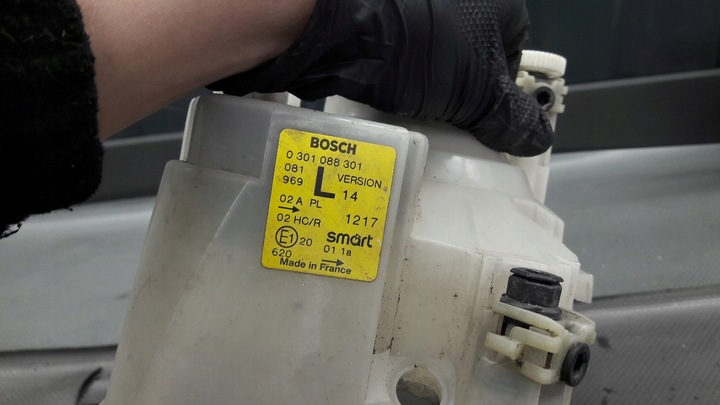 BOSCH
0 301 088 301
081 L VERSION
969 14
02 A PL
02 HC/R 1217
E1 20 smart
620 01 1a
Made in France